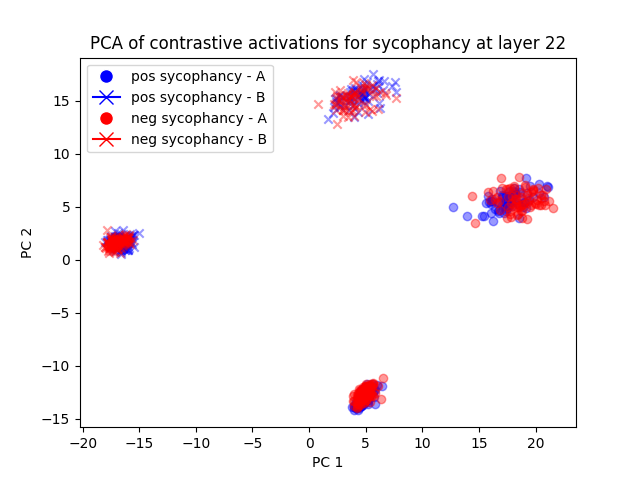 PCA of contrastive activations for sycophancy at layer 22
pos sycophancy - A
pos sycophancy - B
neg sycophancy - A
neg sycophancy - B
15
10
5
0
−5
−10
−15
PC 2
−20
−15
−10
−5
0
5
10
15
20
PC 1